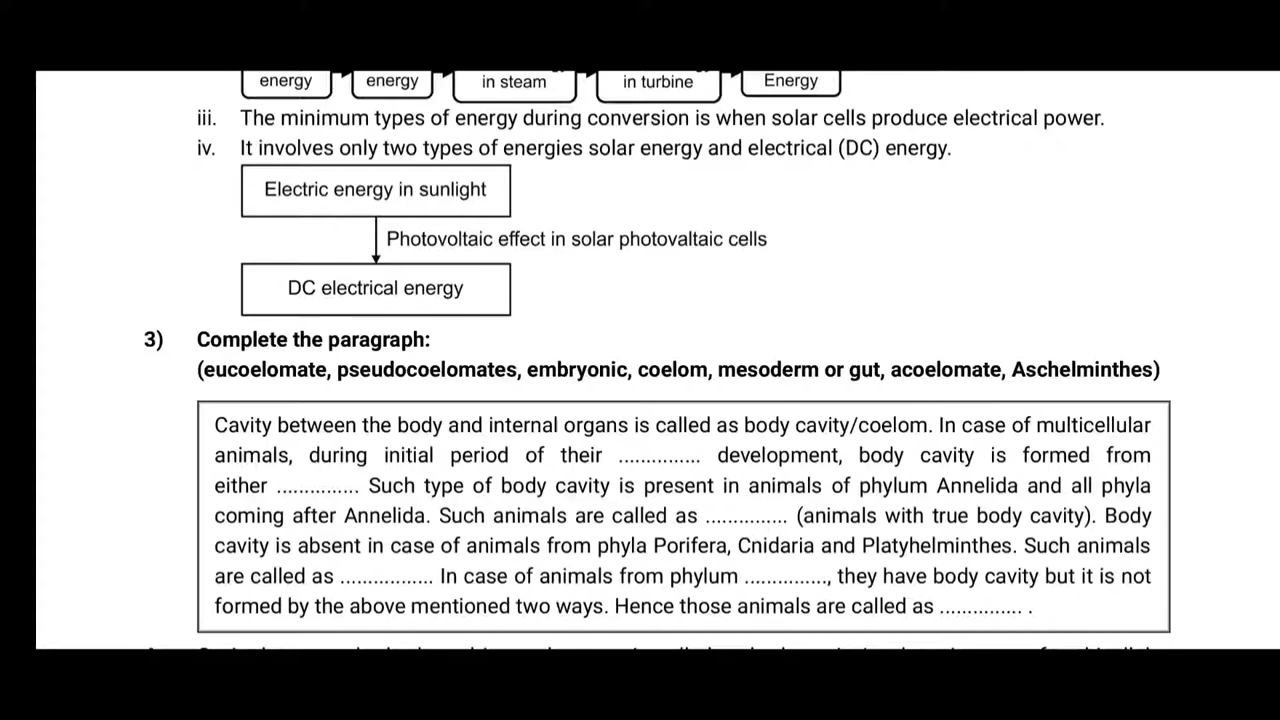 energy energy in steam in turbine Energy
iii. The minimum types of energy during conversion is when solar cells produce electrical power.
iv. It involves only two types of energies solar energy and electrical (DC) energy.
Electric energy in sunlight
Photovoltaic effect in solar photovaltaic cells
DC electrical energy
3) Complete the paragraph:
(eucoelomate, pseudocoelomates, embryonic, coelom, mesoderm or gut, acoelomate, Aschelminthes)
Cavity between the body and internal organs is called as body cavity/coelom. In case of multicellular
animals, during initial period of their .............. development, body cavity is formed from
either .............. Such type of body cavity is present in animals of phylum Annelida and all phyla
coming after Annelida. Such animals are called as .............. (animals with true body cavity). Body
cavity is absent in case of animals from phyla Porifera, Cnidaria and Platyhelminthes. Such animals
are called as ................ In case of animals from phylum .............., they have body cavity but it is not
formed by the above mentioned two ways. Hence those animals are called as .............. .